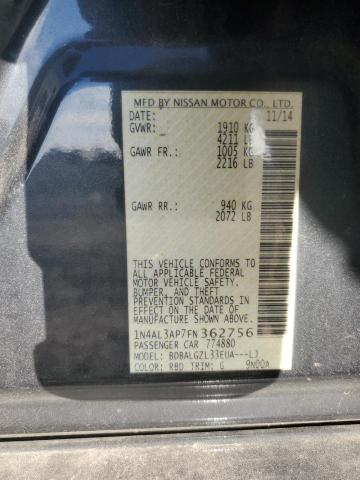 MFD BY NISSAN MOTOR CO., LTD.
DATE: 11/14
GVWR: 1910 KG
4211 LB
GAWR FR.: 1005 KG
2216 LB
GAWR RR.: 940 KG
2072 LB
THIS VEHICLE CONFORMS TO
ALL APPLICABLE FEDERAL
MOTOR VEHICLE SAFETY,
BUMPER, AND THEFT
PREVENTION STANDARDS IN
EFFECT ON THE DATE OF
MANUFACTURE SHOWN ABOVE.
1N4AL3AP7FN362756
PASSENGER CAR 774880
MODEL: BDBALGZL33EUA---LJ
COLOR: RBD TRIM: G 9N00A